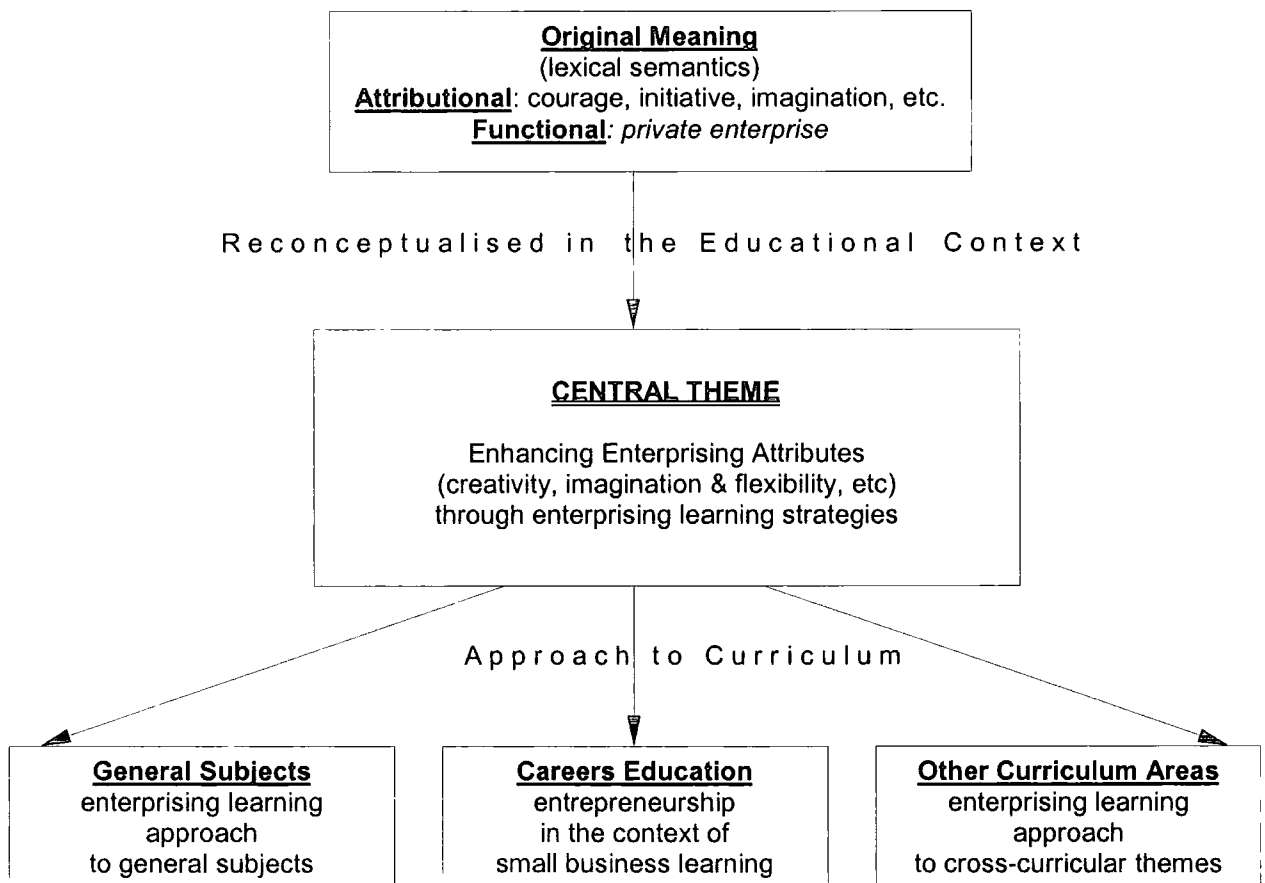 Original Meaning
(lexical semantics)
Attributional: courage, initiative, imagination, etc.
Functional: private enterprise
Reconceptualised in the Educational Context
CENTRAL THEME
Enhancing Enterprising Attributes
(creativity, imagination & flexibility, etc)
through enterprising learning strategies
Approach to Curriculum
General Subjects
enterprising learning
approach
to general subjects
Careers Education
entrepreneurship
in the context of
small business learning
Other Curriculum Areas
enterprising learning
approach
to cross-curricular themes